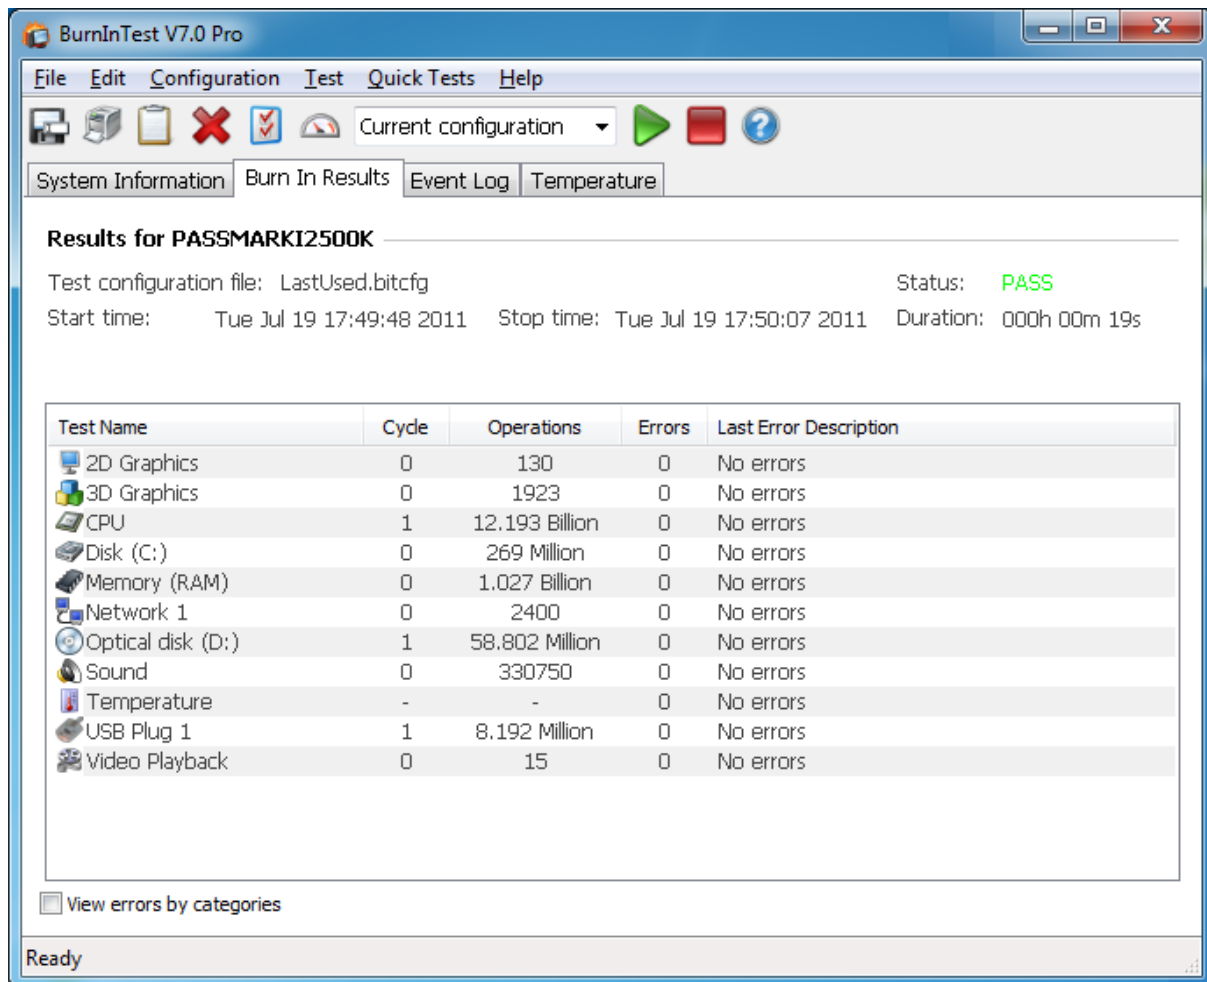 BurnInTest V7.0 Pro
File Edit Configuration Test Quick Tests Help
Current configuration
System Information Burn In Results Event Log Temperature
Results for PASSMARKI2500K
Test configuration file: LastUsed.bitcfg Status: PASS
Start time: Tue Jul 19 17:49:48 2011 Stop time: Tue Jul 19 17:50:07 2011 Duration: 000h 00m 19s
Test Name Cycle Operations Errors Last Error Description
2D Graphics 0 130 0 No errors
3D Graphics 0 1923 0 No errors
CPU 1 12.193 Billion 0 No errors
Disk (C:) 0 269 Million 0 No errors
Memory (RAM) 0 1.027 Billion 0 No errors
Network 1 0 2400 0 No errors
Optical disk (D:) 1 58.802 Million 0 No errors
Sound 0 330750 0 No errors
Temperature - - 0 No errors
USB Plug 1 1 8.192 Million 0 No errors
Video Playback 0 15 0 No errors
View errors by categories
Ready